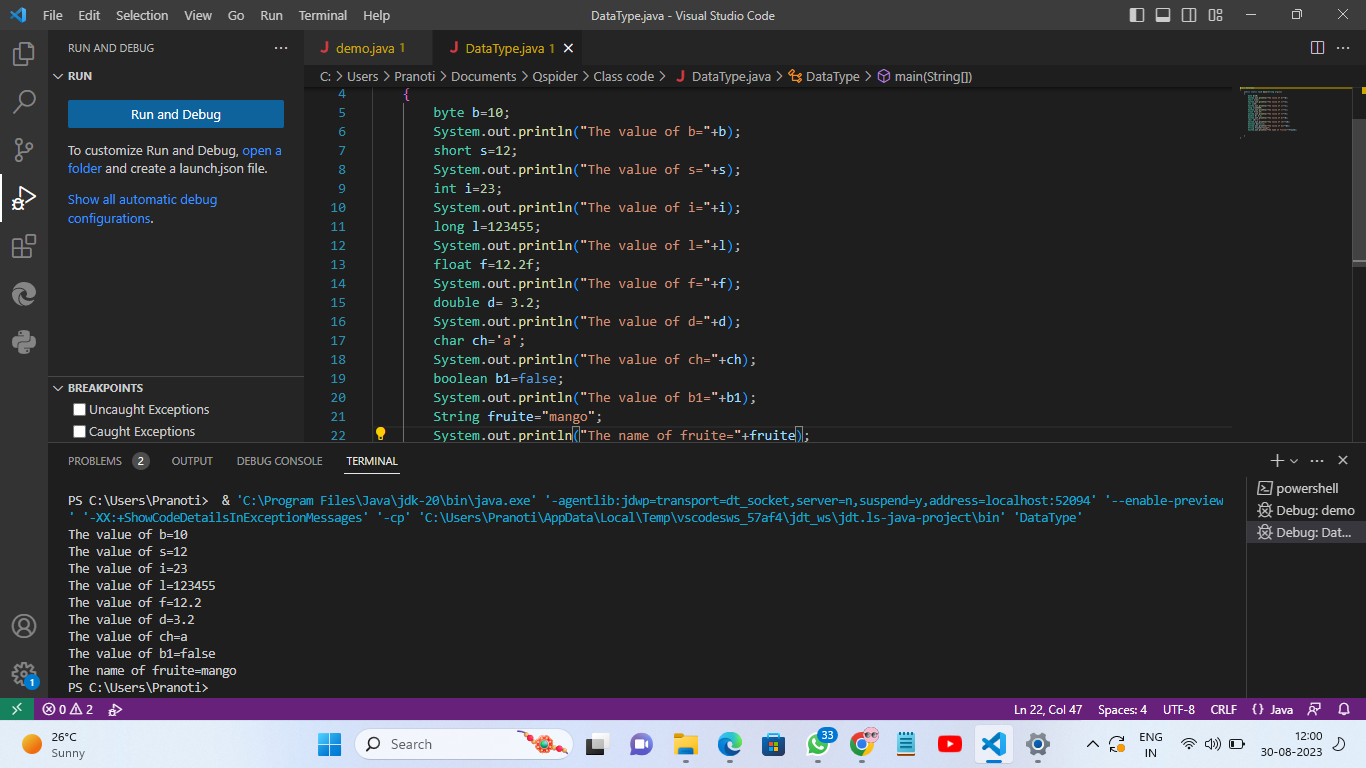 File Edit Selection View Go Run Terminal Help DataType.java - Visual Studio Code
RUN AND DEBUG ···
RUN
Run and Debug
To customize Run and Debug, open a
folder and create a launch.json file.
Show all automatic debug
configurations.
BREAKPOINTS
Uncaught Exceptions
Caught Exceptions
J demo.java 1
J DataType.java 1
C: > Users > Pranoti > Documents > Qspider > Class code > J DataType.java > DataType > main(String[])
4 {
5 byte b=10;
6 System.out.println("The value of b="+b);
7 short s=12;
8 System.out.println("The value of s="+s);
9 int i=23;
10 System.out.println("The value of i="+i);
11 long l=123455;
12 System.out.println("The value of l="+l);
13 float f=12.2f;
14 System.out.println("The value of f="+f);
15 double d= 3.2;
16 System.out.println("The value of d="+d);
17 char ch='a';
18 System.out.println("The value of ch="+ch);
19 boolean b1=false;
20 System.out.println("The value of b1="+b1);
21 String fruite="mango";
22 System.out.println("The name of fruite="+fruite);
PROBLEMS 2 OUTPUT DEBUG CONSOLE TERMINAL
PS C:\Users\Pranoti>  & 'C:\Program Files\Java\jdk-20\bin\java.exe' '-agentlib:jdwp=transport=dt_socket,server=n,suspend=y,address=localhost:52094' '--enable-preview
' '-XX:+ShowCodeDetailsInExceptionMessages' '-cp' 'C:\Users\Pranoti\AppData\Local\Temp\vscodesws_57af4\jdt_ws\jdt.ls-java-project\bin' 'DataType'
The value of b=10
The value of s=12
The value of i=23
The value of l=123455
The value of f=12.2
The value of d=3.2
The value of ch=a
The value of b1=false
The name of fruite=mango
PS C:\Users\Pranoti>
powershell
Debug: demo
Debug: Dat...
1
0 2 Ln 22, Col 47 Spaces: 4 UTF-8 CRLF {} Java
26°C
Sunny
Search
33
ENG
IN
12:00
30-08-2023